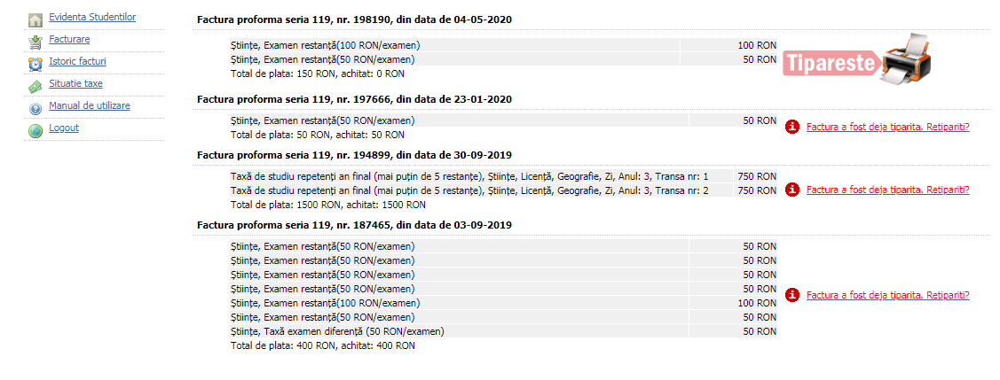 Evidenta Studentilor
Facturare
Istoric facturi
Situatie taxe
Manual de utilizare
Logout
Factura proforma seria 119, nr. 198190, din data de 04-05-2020
Științe, Examen restanță(100 RON/examen) 100 RON
Științe, Examen restanță(50 RON/examen) 50 RON
Total de plata: 150 RON, achitat: 0 RON
Tipareste
Factura proforma seria 119, nr. 197666, din data de 23-01-2020
Științe, Examen restanță(50 RON/examen) 50 RON
Total de plata: 50 RON, achitat: 50 RON
Factura a fost deja tiparita. Retipariti?
Factura proforma seria 119, nr. 194899, din data de 30-09-2019
Taxă de studiu repetenți an final (mai puțin de 5 restanțe), Științe, Licență, Geografie, Zi, Anul: 3, Transa nr: 1 750 RON
Taxă de studiu repetenți an final (mai puțin de 5 restanțe), Științe, Licență, Geografie, Zi, Anul: 3, Transa nr: 2 750 RON
Total de plata: 1500 RON, achitat: 1500 RON
Factura a fost deja tiparita. Retipariti?
Factura proforma seria 119, nr. 187465, din data de 03-09-2019
Științe, Examen restanță(50 RON/examen) 50 RON
Științe, Examen restanță(50 RON/examen) 50 RON
Științe, Examen restanță(50 RON/examen) 50 RON
Științe, Examen restanță(50 RON/examen) 50 RON
Științe, Examen restanță(100 RON/examen) 100 RON
Științe, Examen restanță(50 RON/examen) 50 RON
Științe, Taxă examen diferență (50 RON/examen) 50 RON
Total de plata: 400 RON, achitat: 400 RON
Factura a fost deja tiparita. Retipariti?